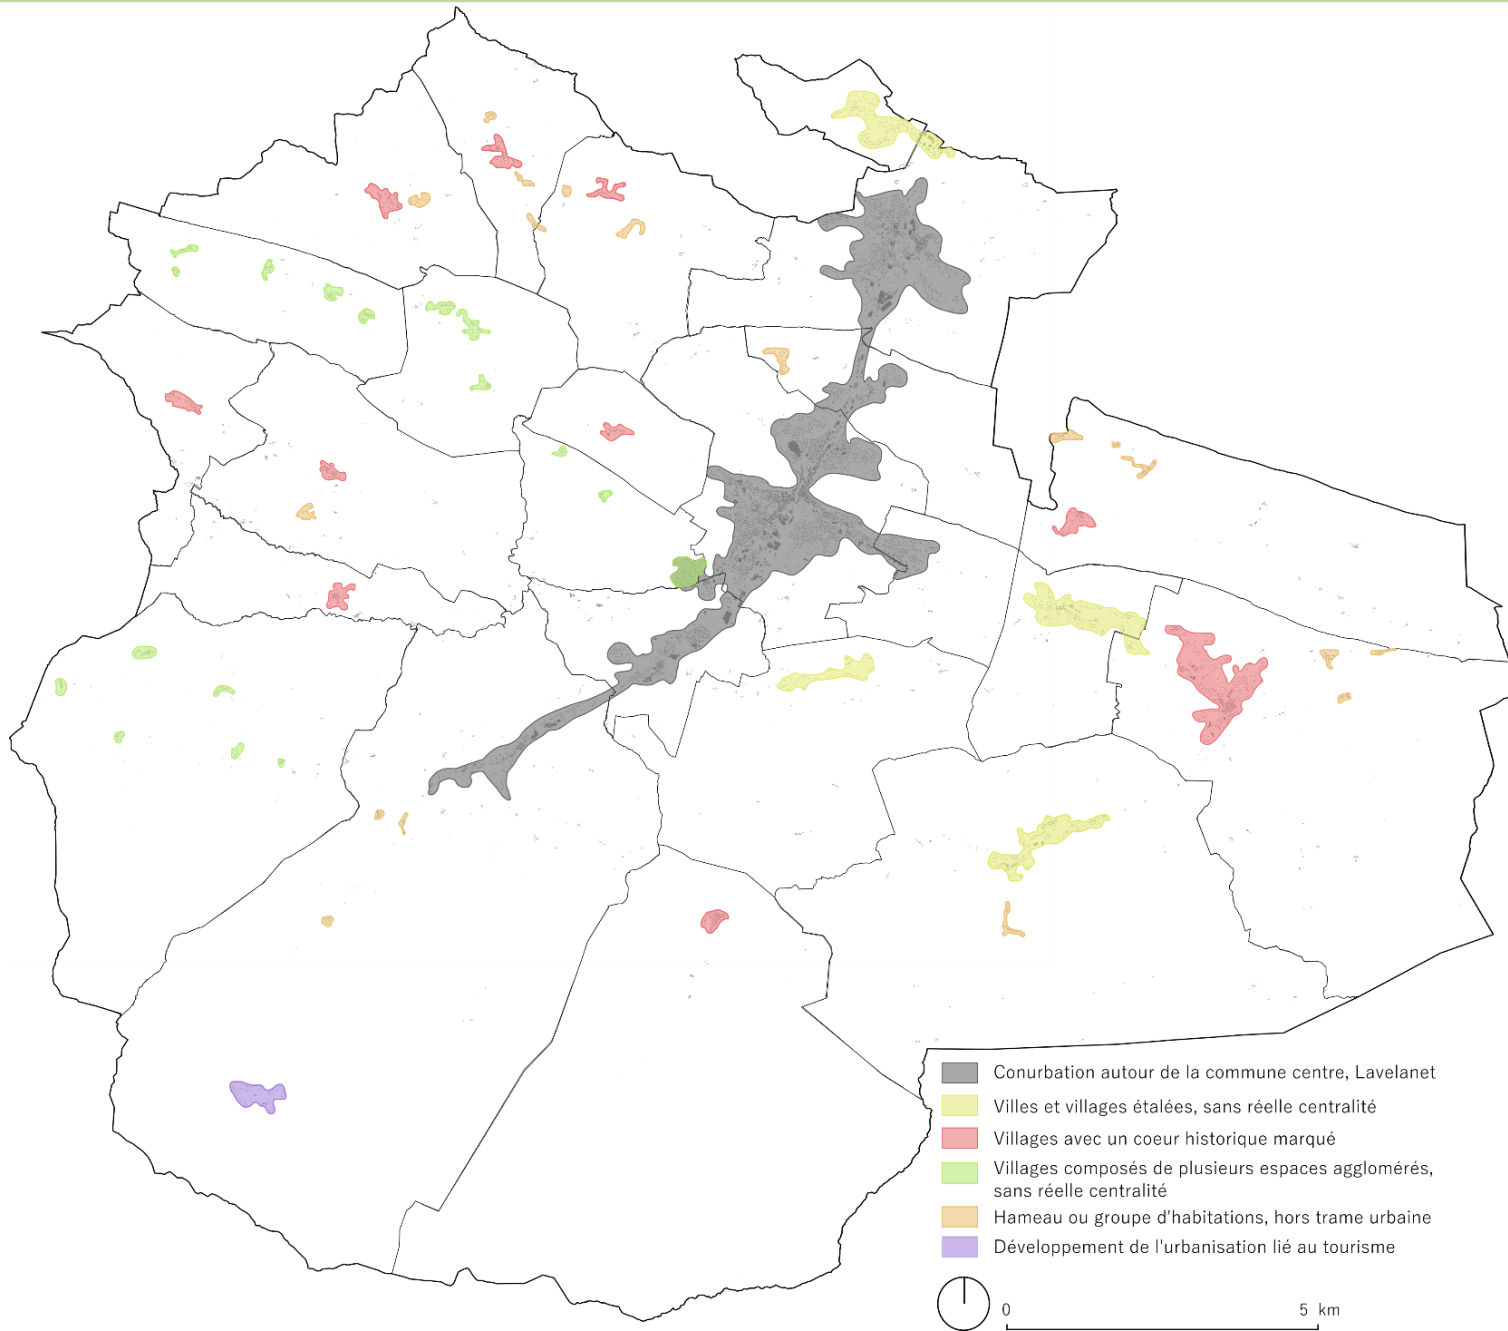 Conurbation autour de la commune centre, Lavelanet
Villes et villages étalées, sans réelle centralité
Villages avec un coeur historique marqué
Villages composés de plusieurs espaces agglomérés,
sans réelle centralité
Hameau ou groupe d'habitations, hors trame urbaine
Développement de l'urbanisation lié au tourisme
0 5 km